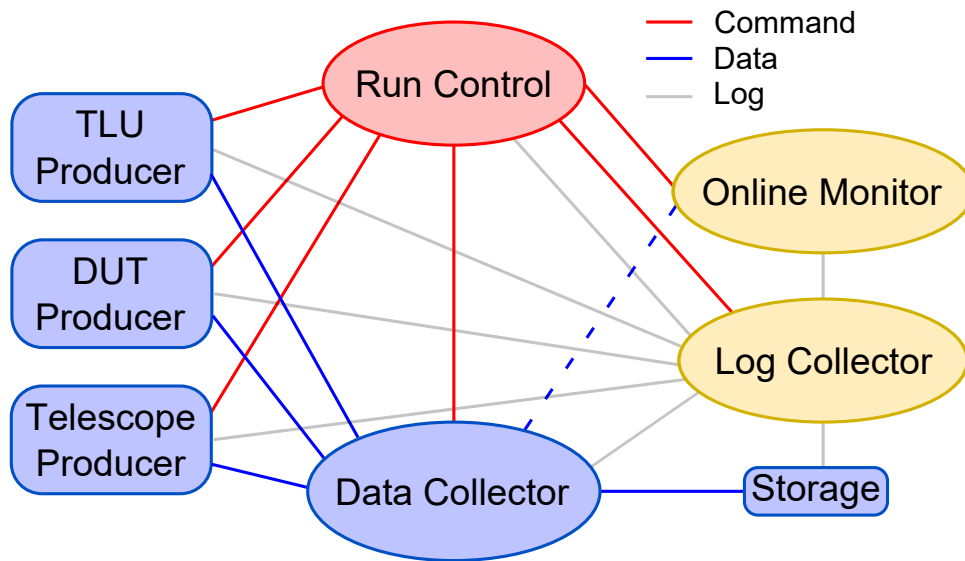 Command
Data
Log
Run Control
TLU
Producer
Online Monitor
DUT
Producer
Log Collector
Telescope
Producer
Data Collector
Storage